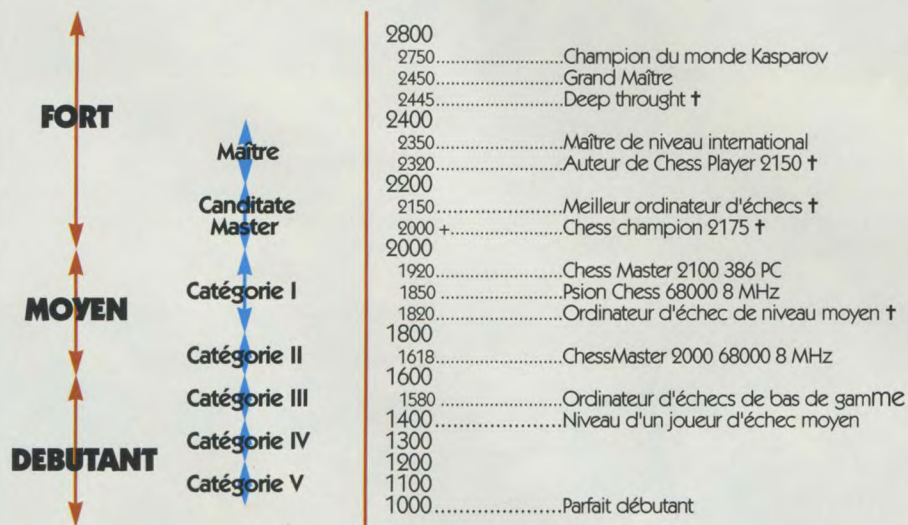 2800
2750......................Champion du monde Kasparov
2450......................Grand Maître
2445......................Deep throught †
FORT
2400
Maître
2350......................Maître de niveau international
2320......................Auteur de Chess Player 2150 †
2200
Canditate
Master
2150......................Meilleur ordinateur d'échecs †
2000 +....................Chess champion 2175 †
2000
MOYEN
Catégorie I
1920......................Chess Master 2100 386 PC
1850 .....................Psion Chess 68000 8 MHz
1820......................Ordinateur d'échec de niveau moyen †
1800
Catégorie II
1618......................ChessMaster 2000 68000 8 MHz
1600
Catégorie III
1580 .....................Ordinateur d'échecs de bas de gamme
1400......................Niveau d'un joueur d'échec moyen
DEBUTANT
Catégorie IV
1300
1200
Catégorie V
1100
1000......................Parfait débutant